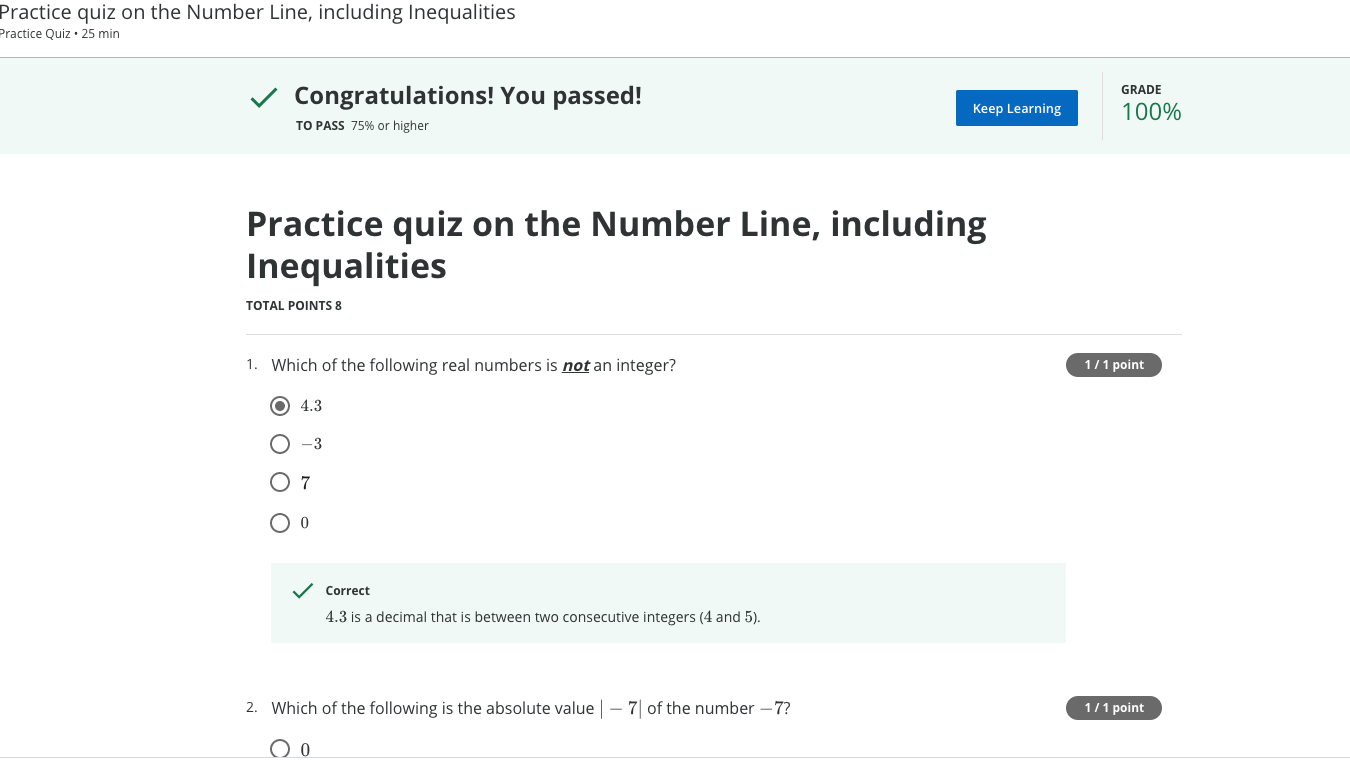 Practice quiz on the Number Line, including Inequalities
Practice Quiz • 25 min
Congratulations! You passed!
TO PASS 75% or higher
Keep Learning
GRADE
100%
Practice quiz on the Number Line, including
Inequalities
TOTAL POINTS 8
1. Which of the following real numbers is not an integer?
1 / 1 point
4.3
−3
7
0
Correct
4.3 is a decimal that is between two consecutive integers (4 and 5).
2. Which of the following is the absolute value | − 7| of the number −7?
1 / 1 point
0